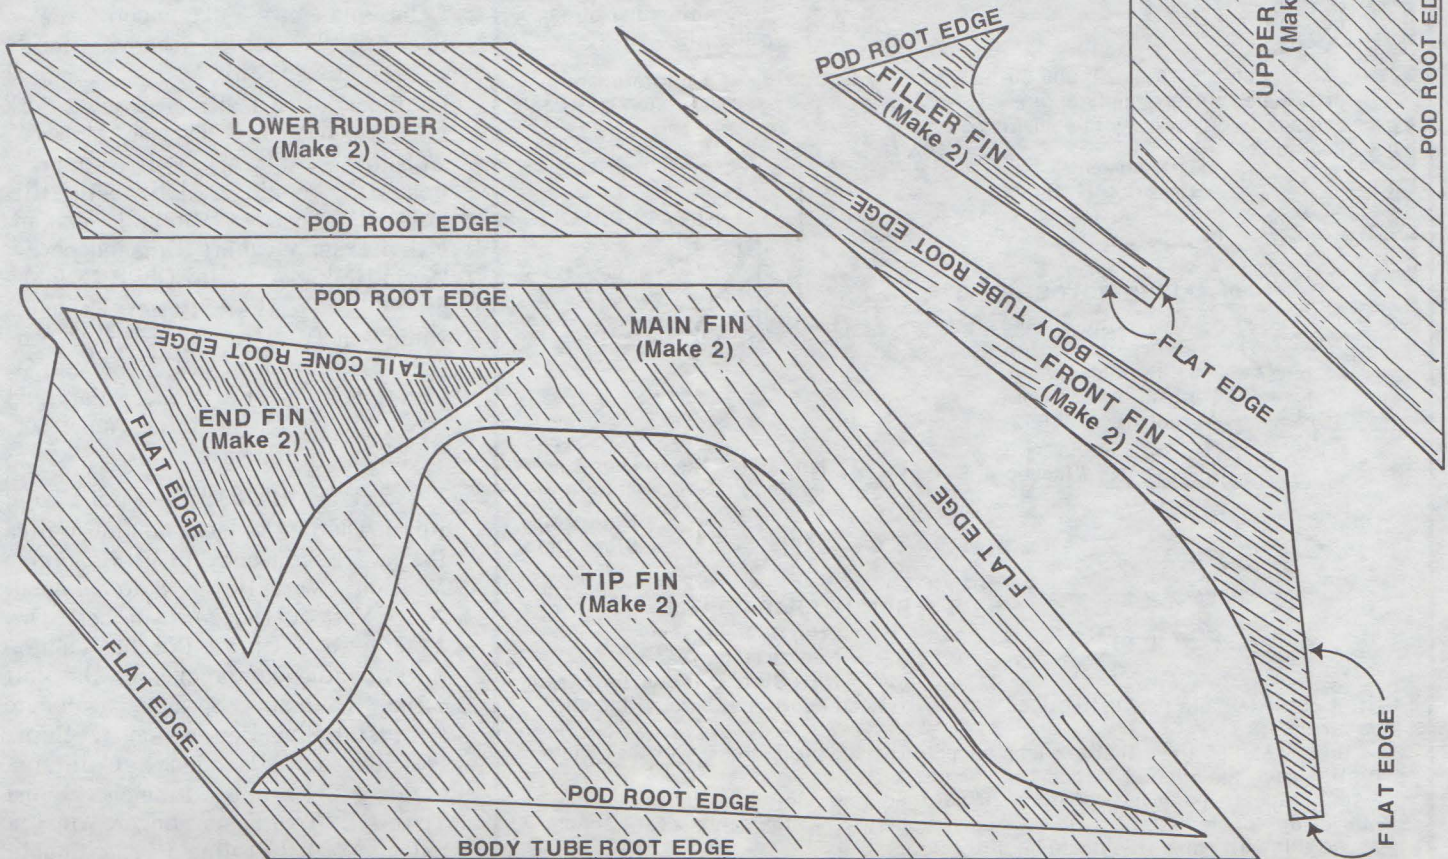 LOWER RUDDER
(Make 2)
POD ROOT EDGE
POD ROOT EDGE
FILLER FIN
(Make 2)
FLAT EDGE
UPPER
POD ROOT
BODY TUBE ROOT EDGE
FRONT FIN
(Make 2)
FLAT EDGE
POD ROOT EDGE
MAIN FIN
(Make 2)
FLAT EDGE
TAIL CONE ROOT EDGE
END FIN
(Make 2)
FLAT EDGE
FLAT EDGE
TIP FIN
(Make 2)
POD ROOT EDGE
BODY TUBE ROOT EDGE